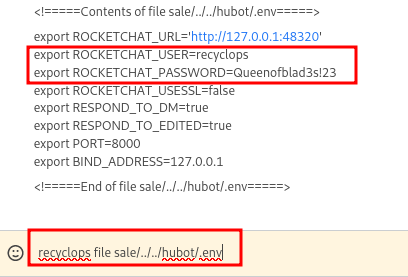 <!=====Contents of file sale/../../hubot/.env=====>
export ROCKETCHAT_URL='http://127.0.0.1:48320'
export ROCKETCHAT_USER=recyclops
export ROCKETCHAT_PASSWORD=Queenofblad3s!23
export ROCKETCHAT_USESSL=false
export RESPOND_TO_DM=true
export RESPOND_TO_EDITED=true
export PORT=8000
export BIND_ADDRESS=127.0.0.1
<!=====End of file sale/../../hubot/.env=====>
recyclops file sale/../../hubot/.env